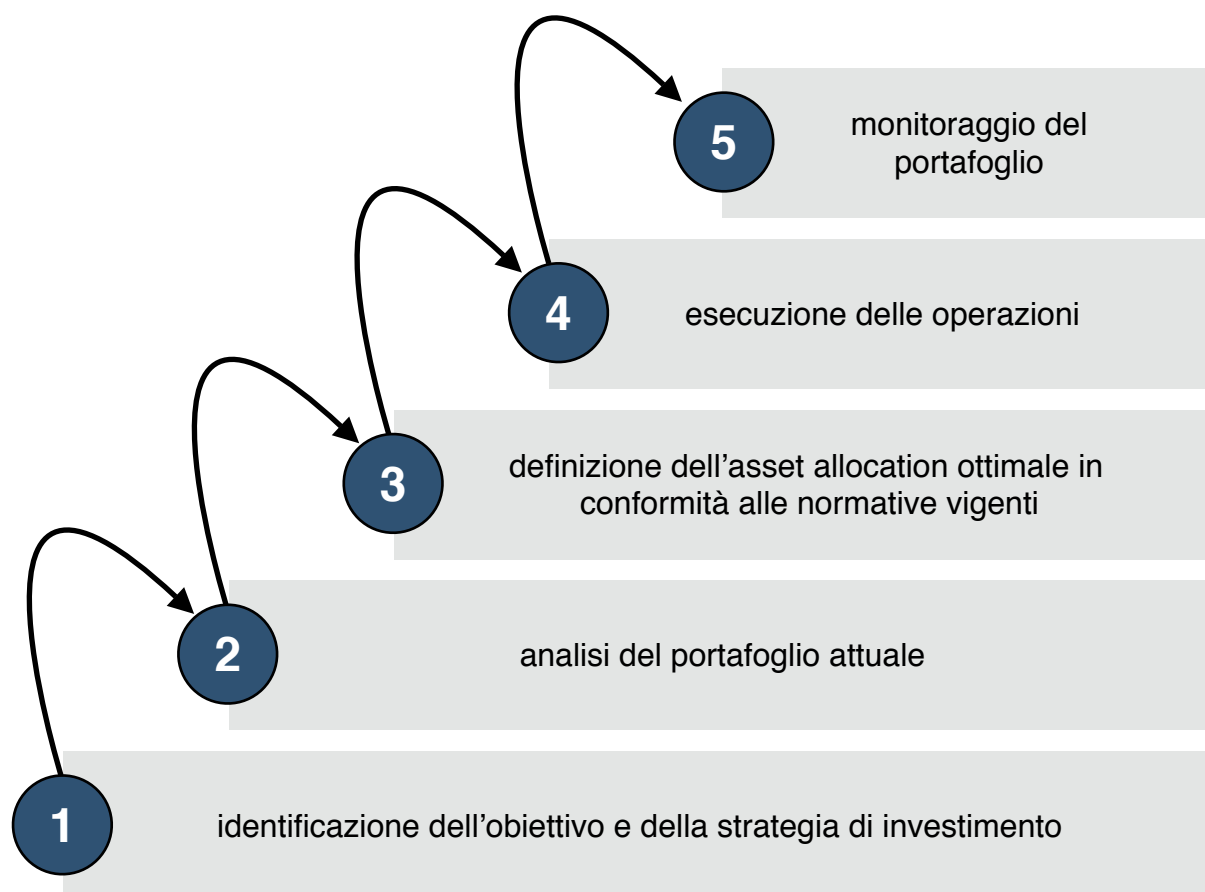 5
monitoraggio del
portafoglio
4
esecuzione delle operazioni
3
definizione dell’asset allocation ottimale in
conformità alle normative vigenti
2
analisi del portafoglio attuale
1
identificazione dell’obiettivo e della strategia di investimento